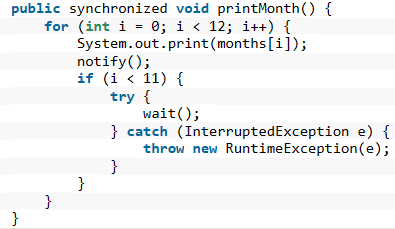 public synchronized void printMonth() {
    for (int i = 0; i < 12; i++) {
        System.out.print(months[i]);
        notify();
        if (i < 11) {
            try {
                wait();
            } catch (InterruptedException e) {
                throw new RuntimeException(e);
            }
        }
    }
}